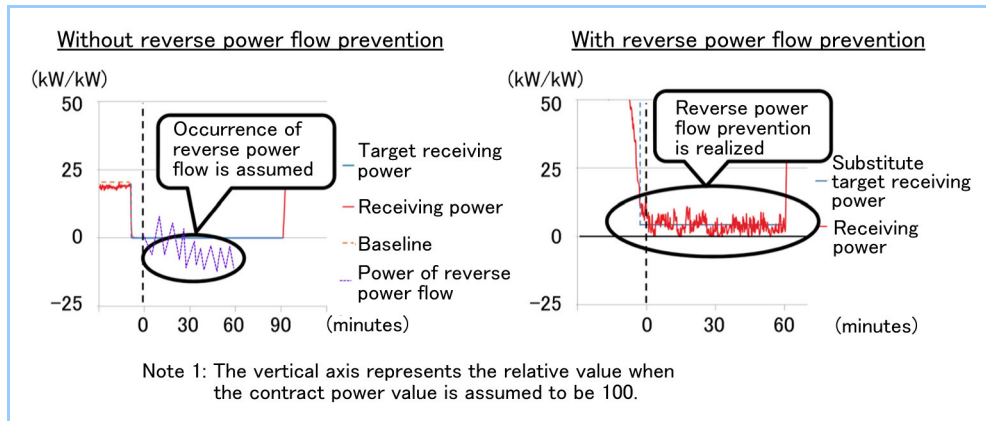 Without reverse power flow prevention
(kW/kW)
50
25
0
−25
0
30
60
90
(minutes)
Occurrence of
reverse power
flow is assumed
Target receiving
power
Receiving power
Baseline
Power of reverse
power flow
With reverse power flow prevention
(kW/kW)
50
25
0
−25
0
30
60
(minutes)
Reverse power
flow prevention
is realized
Substitute
target receiving
power
Receiving
power
Note 1: The vertical axis represents the relative value when
the contract power value is assumed to be 100.